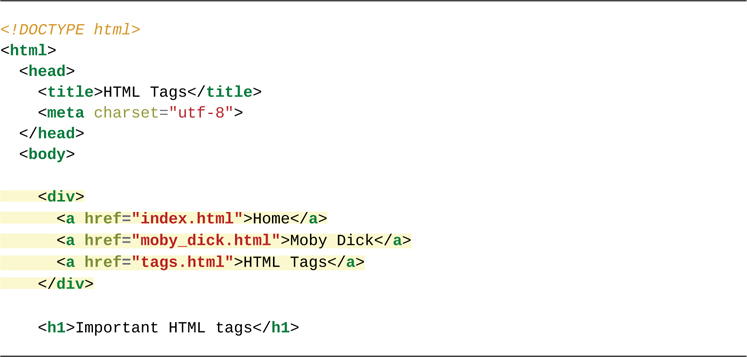 <!DOCTYPE html>
<html>
  <head>
    <title>HTML Tags</title>
    <meta charset="utf-8">
  </head>
  <body>

    <div>
      <a href="index.html">Home</a>
      <a href="moby_dick.html">Moby Dick</a>
      <a href="tags.html">HTML Tags</a>
    </div>

    <h1>Important HTML tags</h1>